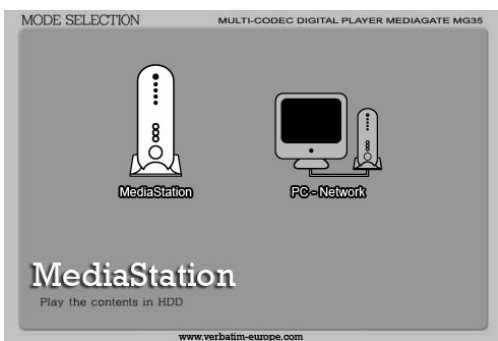 MODE SELECTION
MULTI-CODEC DIGITAL PLAYER MEDIAGATE MG35
MediaStation
PC - Network
MediaStation
Play the contents in HDD
www.verbatim-europe.com